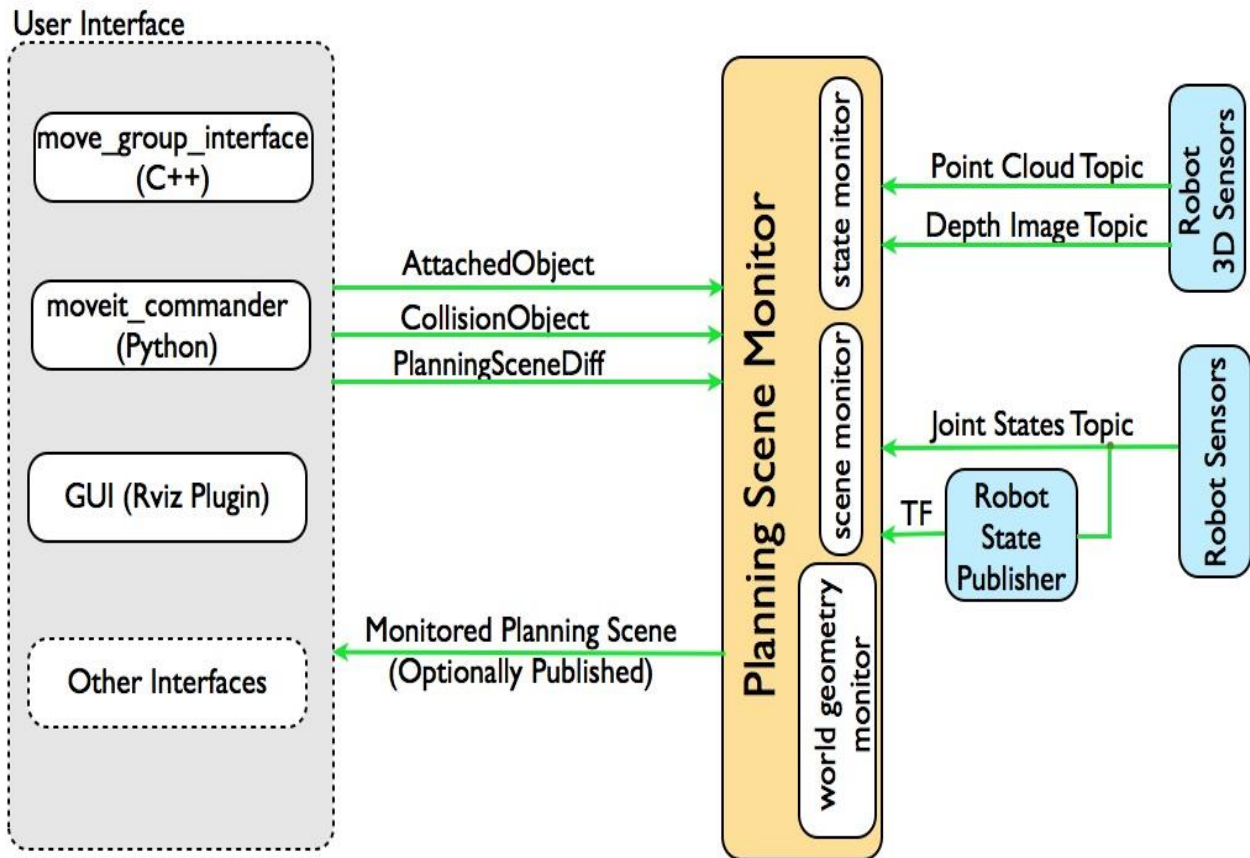 User Interface
move_group_interface
(C++)
moveit_commander
(Python)
GUI (Rviz Plugin)
Other Interfaces
AttachedObject
CollisionObject
PlanningSceneDiff
Monitored Planning Scene
(Optionally Published)
Planning Scene Monitor
state monitor
scene monitor
world geometry
monitor
Point Cloud Topic
Depth Image Topic
Joint States Topic
TF
Robot
State
Publisher
Robot
3D Sensors
Robot Sensors